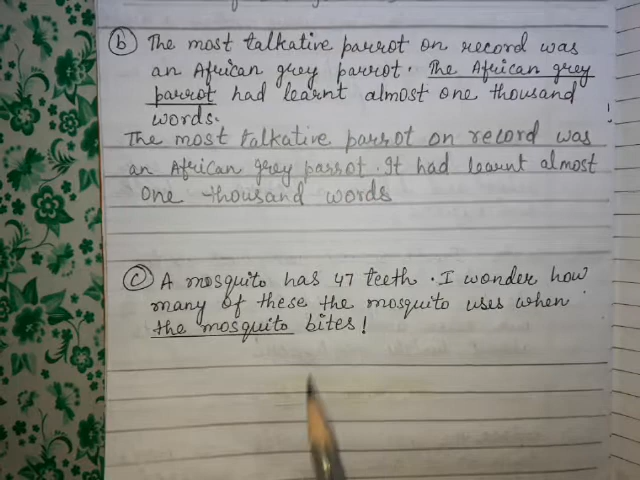 (b) The most talkative parrot on record was
an African grey parrot. The African grey
parrot had learnt almost one thousand
words.
The most talkative parrot on record was
an African grey parrot. It had learnt almost
one thousand words
(c) A mosquito has 47 teeth. I wonder how
many of these the mosquito uses when
the mosquito bites!